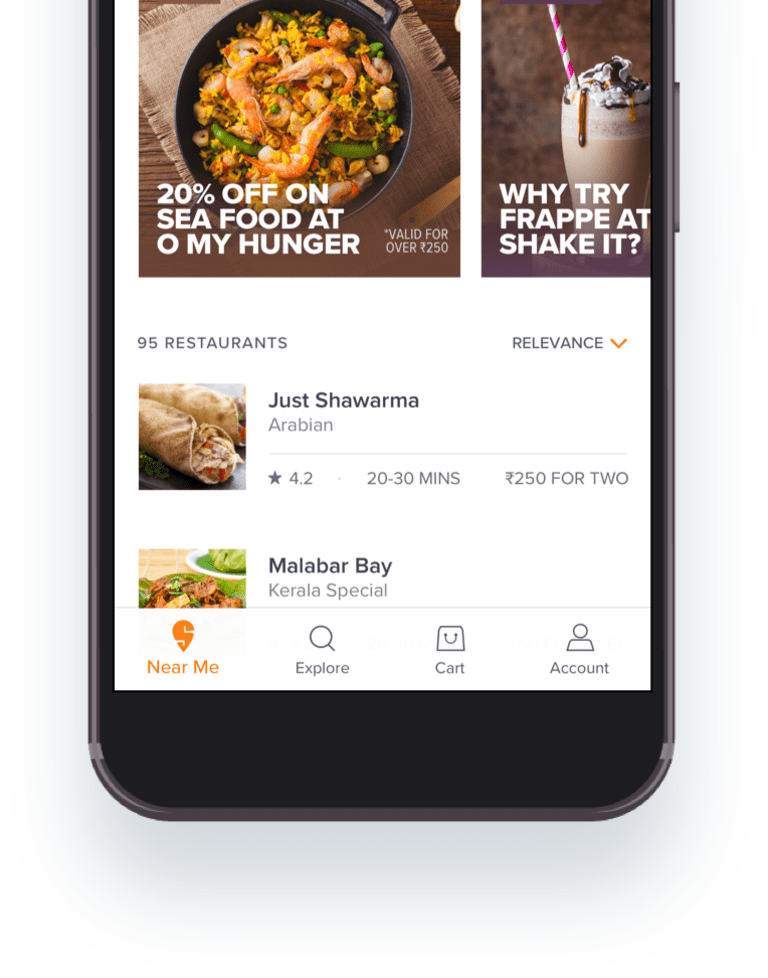 20% OFF ON
SEA FOOD AT
O MY HUNGER
*VALID FOR
OVER ₹250
WHY TRY
FRAPPE AT
SHAKE IT?
95 RESTAURANTS
RELEVANCE
Just Shawarma
Arabian
★ 4.2 · 20-30 MINS ₹250 FOR TWO
Malabar Bay
Kerala Special
Near Me
Explore
Cart
Account